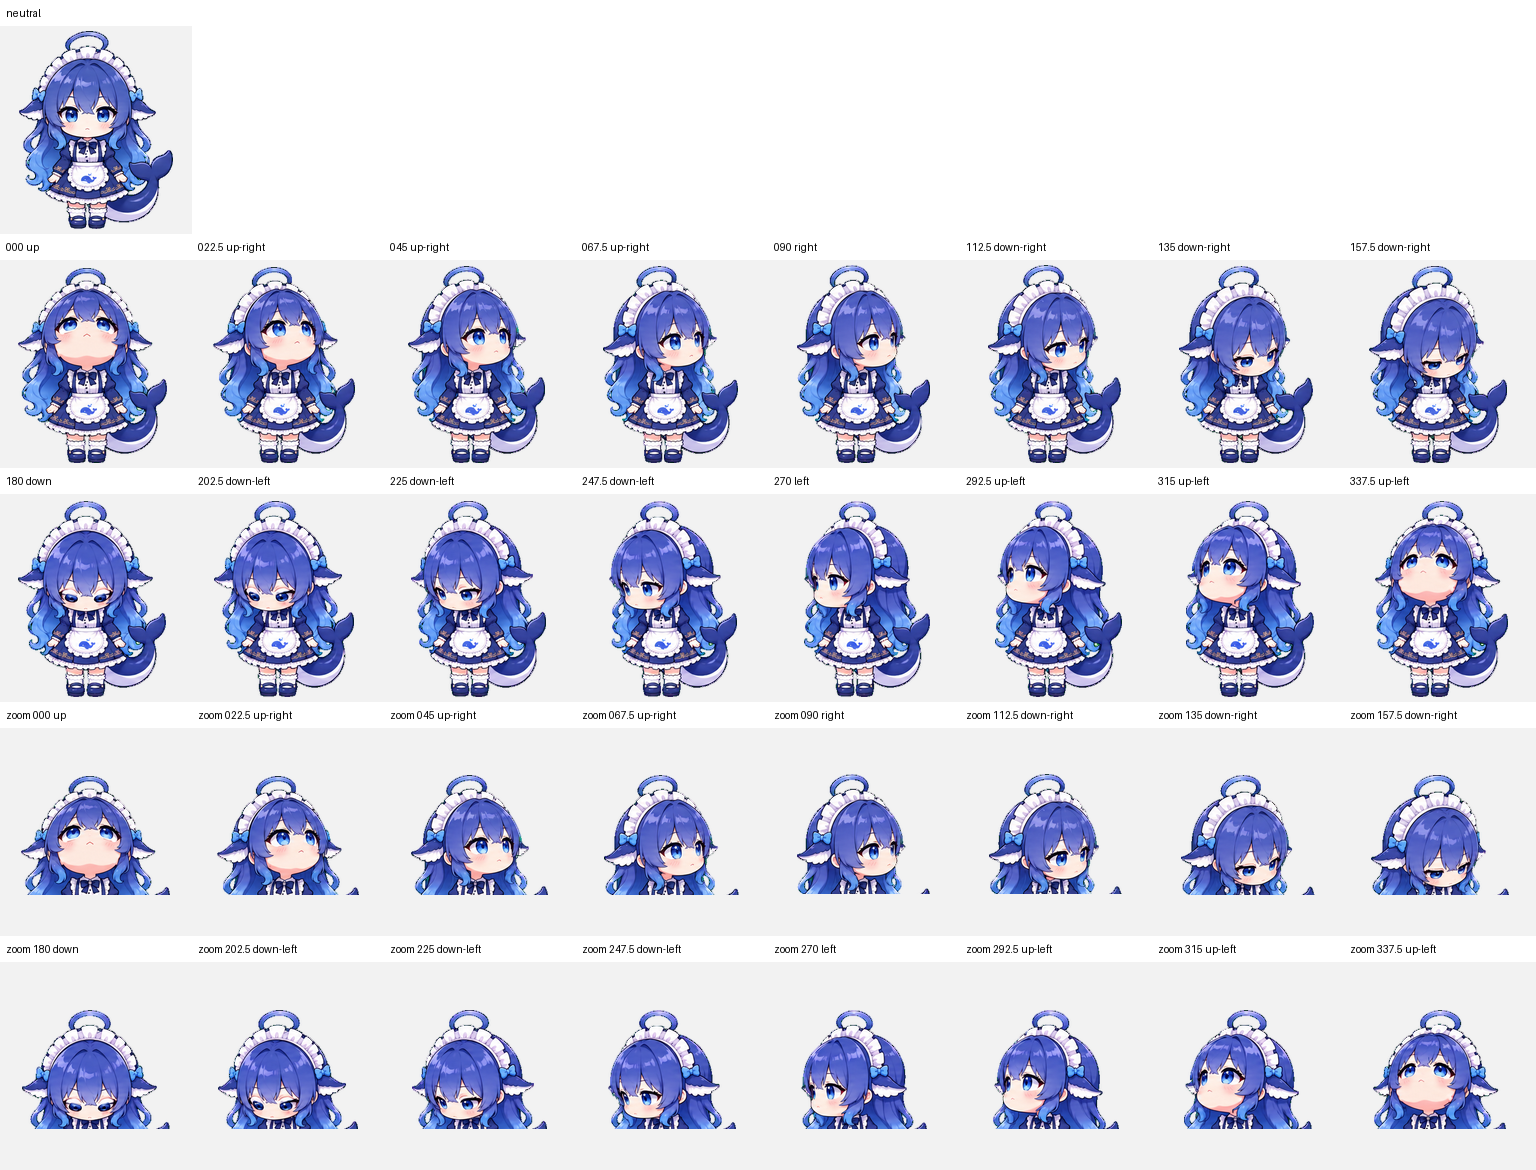 neutral
000 up
022.5 up-right
045 up-right
067.5 up-right
090 right
112.5 down-right
135 down-right
157.5 down-right
180 down
202.5 down-left
225 down-left
247.5 down-left
270 left
292.5 up-left
315 up-left
337.5 up-left
zoom 000 up
zoom 022.5 up-right
zoom 045 up-right
zoom 067.5 up-right
zoom 090 right
zoom 112.5 down-right
zoom 135 down-right
zoom 157.5 down-right
zoom 180 down
zoom 202.5 down-left
zoom 225 down-left
zoom 247.5 down-left
zoom 270 left
zoom 292.5 up-left
zoom 315 up-left
zoom 337.5 up-left